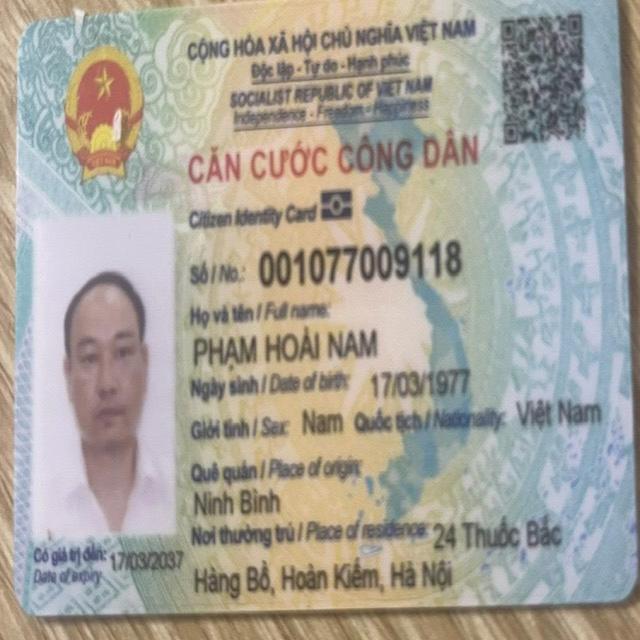 CỘNG HÒA XÃ HỘI CHỦ NGHĨA VIỆT NAM
Độc lập - Tự do - Hạnh phúc
SOCIALIST REPUBLIC OF VIET NAM
Independence - Freedom - Happiness
CĂN CƯỚC CÔNG DÂN
Citizen Identity Card
Số / No.: 001077009118
Họ và tên / Full name:
PHẠM HOÀI NAM
Ngày sinh / Date of birth: 17/03/1977
Giới tính / Sex: Nam Quốc tịch / Nationality: Việt Nam
Quê quán / Place of origin:
Ninh Bình
Nơi thường trú / Place of residence: 24 Thuốc Bắc
Hàng Bồ, Hoàn Kiếm, Hà Nội
Có giá trị đến: 17/03/2037
Date of expiry